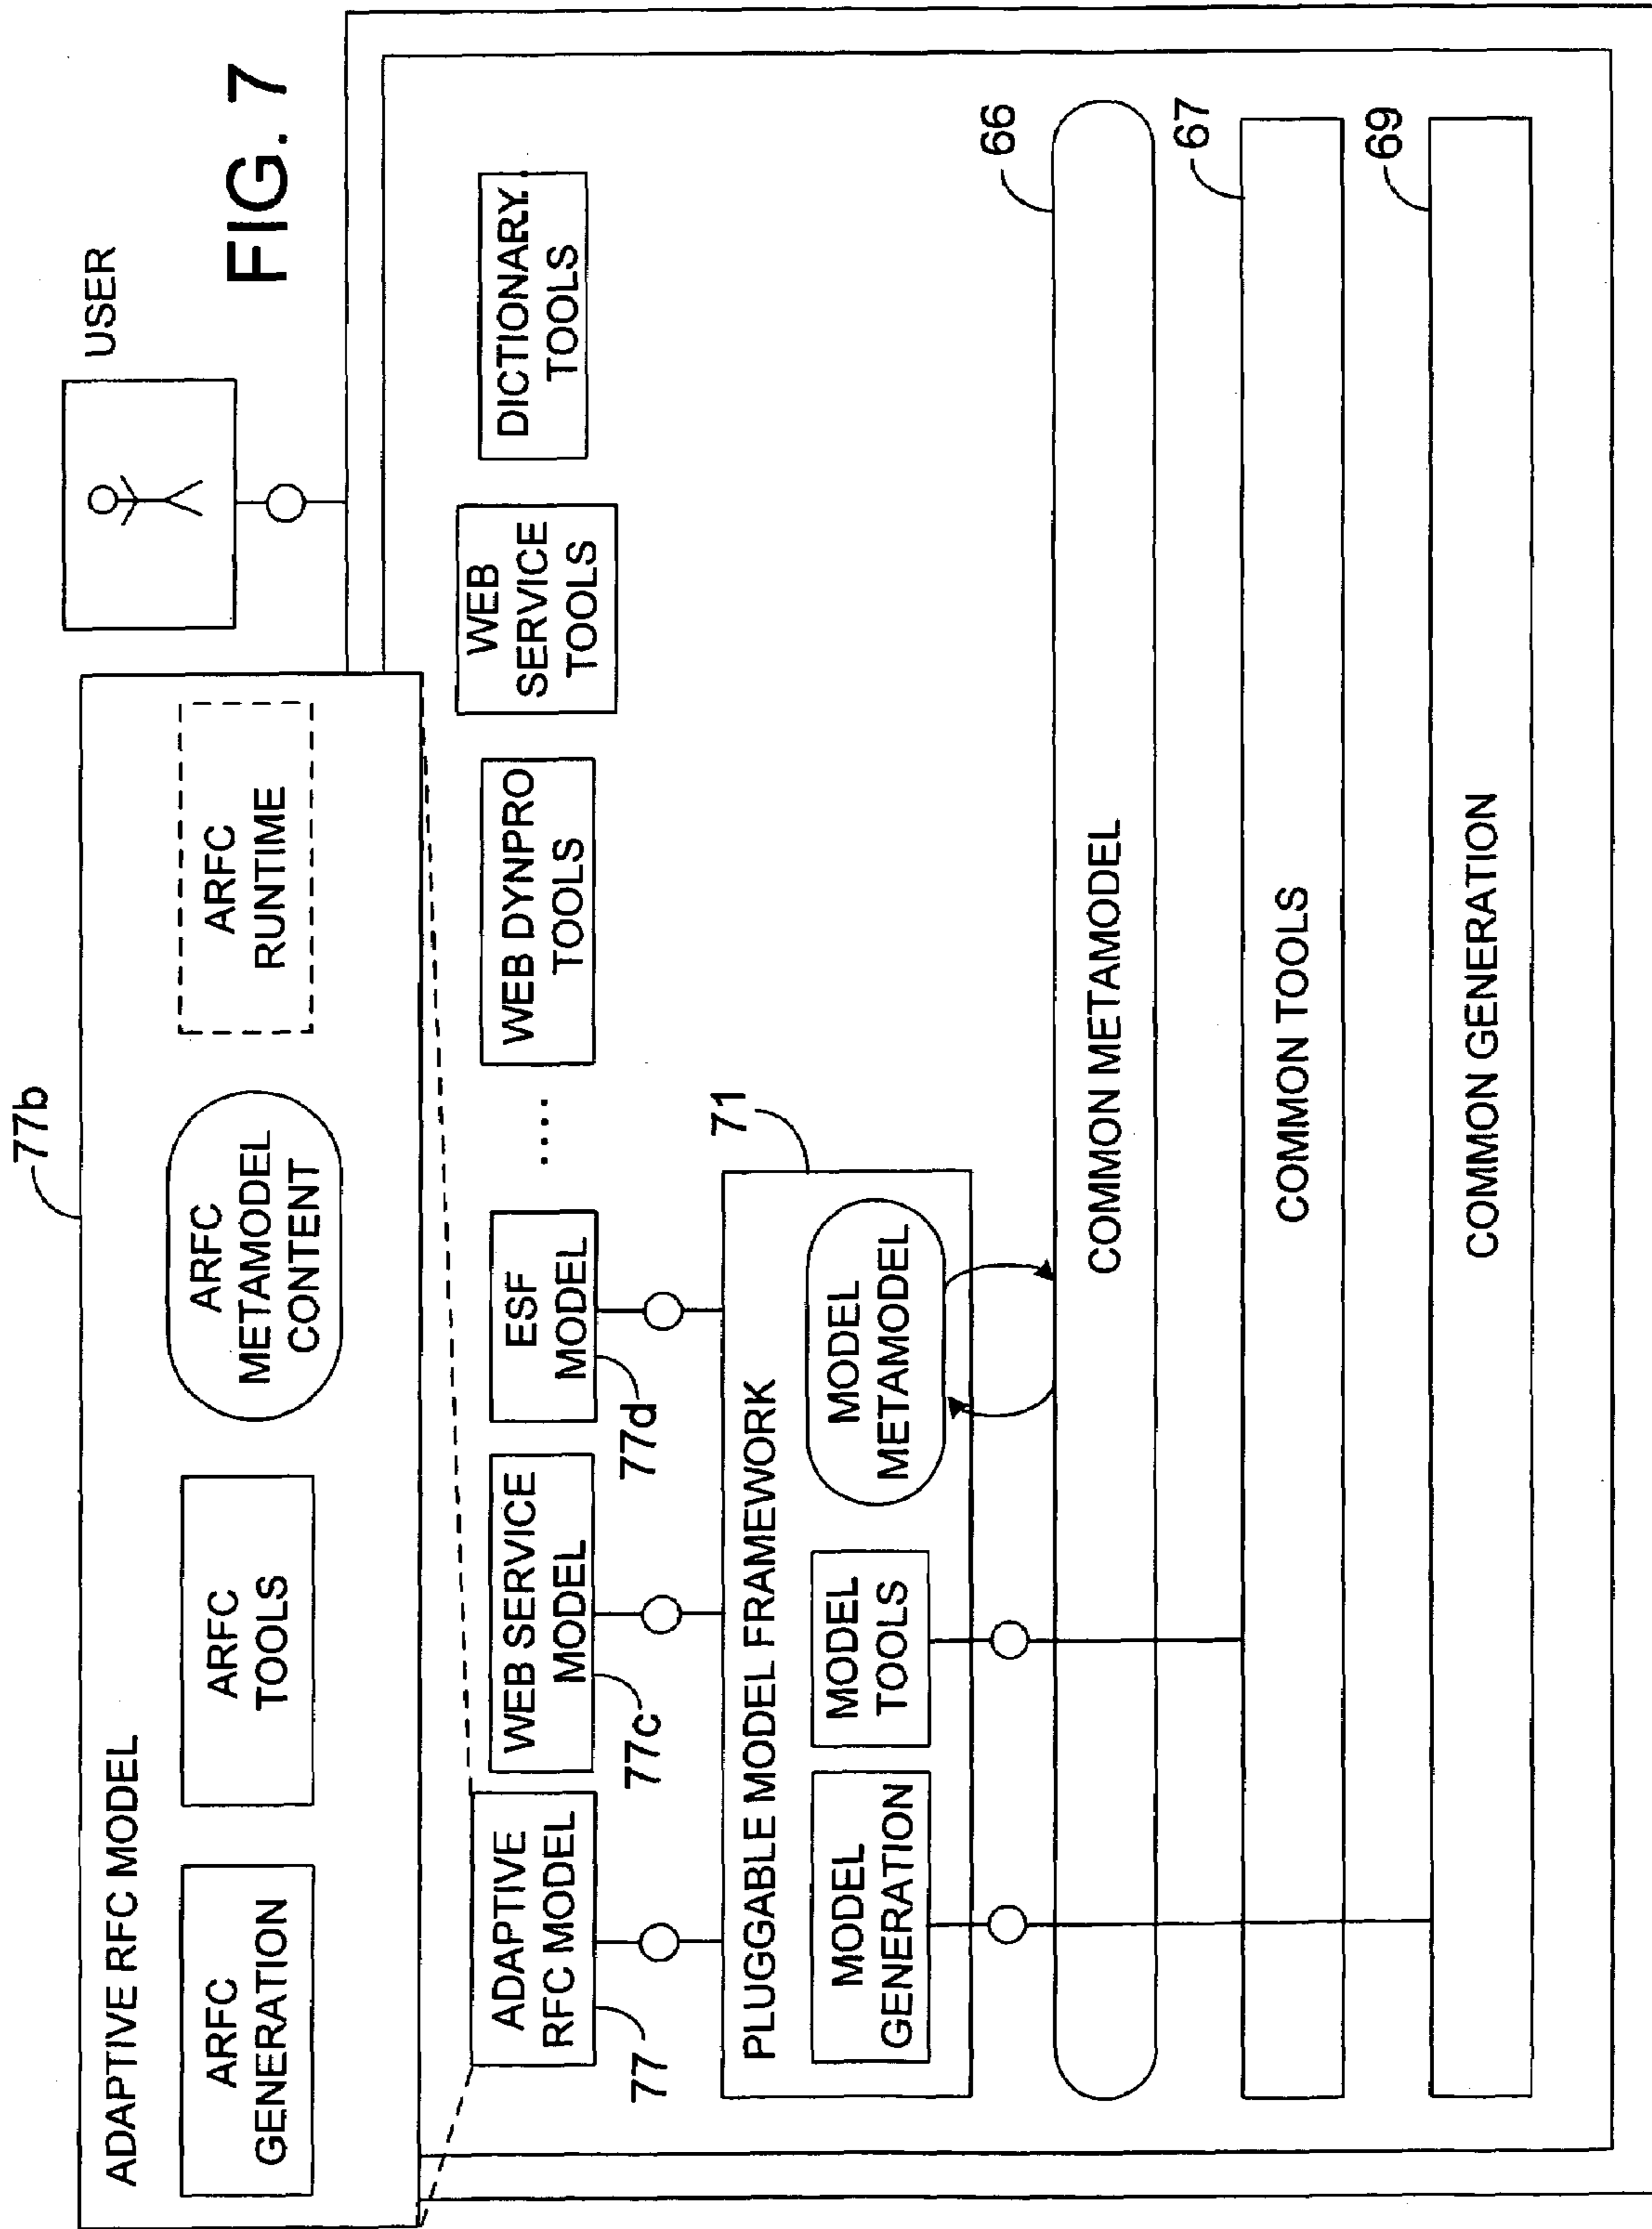 FIG. 7
USER
77b
ADAPTIVE RFC MODEL
ARFC
GENERATION
ARFC
TOOLS
ARFC
METAMODEL
CONTENT
ARFC
RUNTIME
ADAPTIVE
RFC MODEL
77
WEB SERVICE
MODEL
77c
ESF
MODEL
77d
....
WEB DYNPRO
TOOLS
WEB
SERVICE
TOOLS
DICTIONARY
TOOLS
71
PLUGGABLE MODEL FRAMEWORK
MODEL
GENERATION
MODEL
TOOLS
MODEL
METAMODEL
66
COMMON METAMODEL
67
COMMON TOOLS
69
COMMON GENERATION